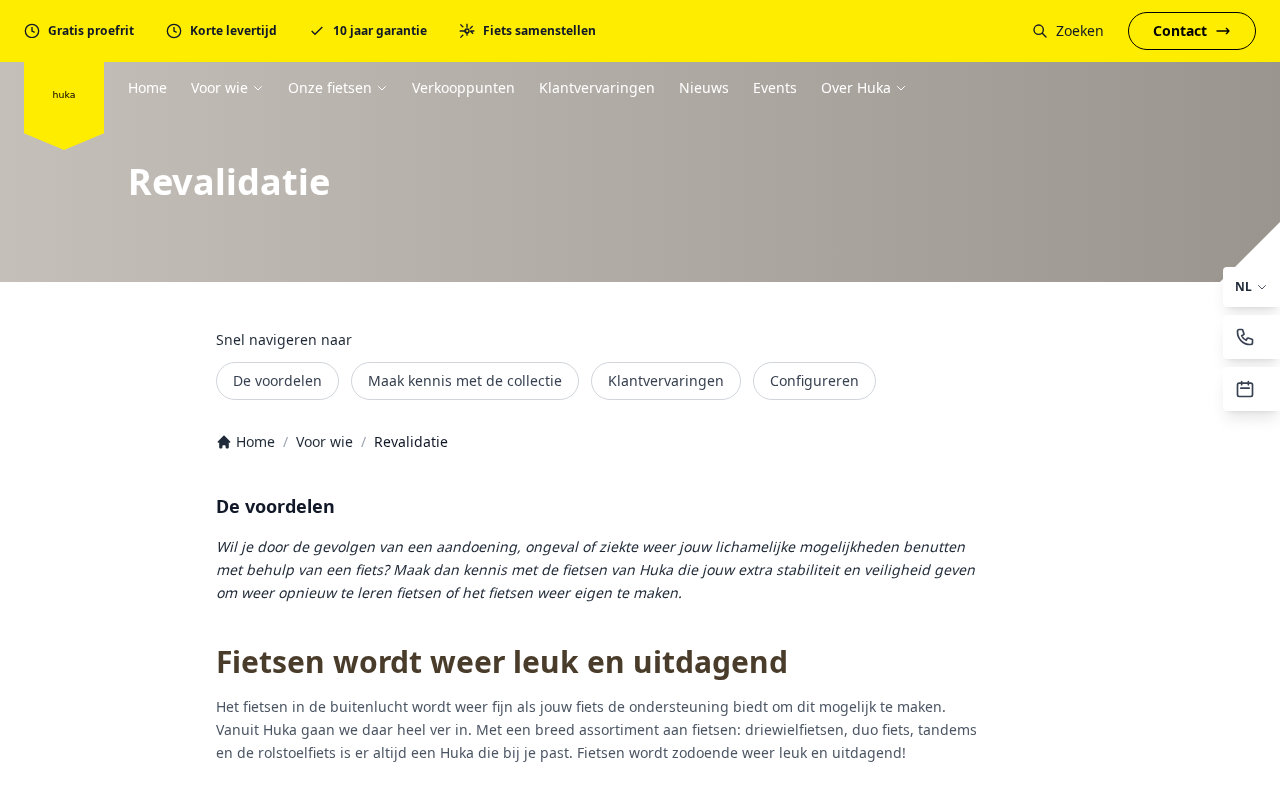 Gratis proefrit
Korte levertijd
10 jaar garantie
Fiets samenstellen
Zoeken
Contact
huka
Home
Voor wie
Onze fietsen
Verkooppunten
Klantvervaringen
Nieuws
Events
Over Huka
Revalidatie
NL
Snel navigeren naar
De voordelen
Maak kennis met de collectie
Klantvervaringen
Configureren
Home / Voor wie / Revalidatie
De voordelen
Wil je door de gevolgen van een aandoening, ongeval of ziekte weer jouw lichamelijke mogelijkheden benutten
met behulp van een fiets? Maak dan kennis met de fietsen van Huka die jouw extra stabiliteit en veiligheid geven
om weer opnieuw te leren fietsen of het fietsen weer eigen te maken.
Fietsen wordt weer leuk en uitdagend
Het fietsen in de buitenlucht wordt weer fijn als jouw fiets de ondersteuning biedt om dit mogelijk te maken.
Vanuit Huka gaan we daar heel ver in. Met een breed assortiment aan fietsen: driewielfietsen, duo fiets, tandems
en de rolstoelfiets is er altijd een Huka die bij je past. Fietsen wordt zodoende weer leuk en uitdagend!